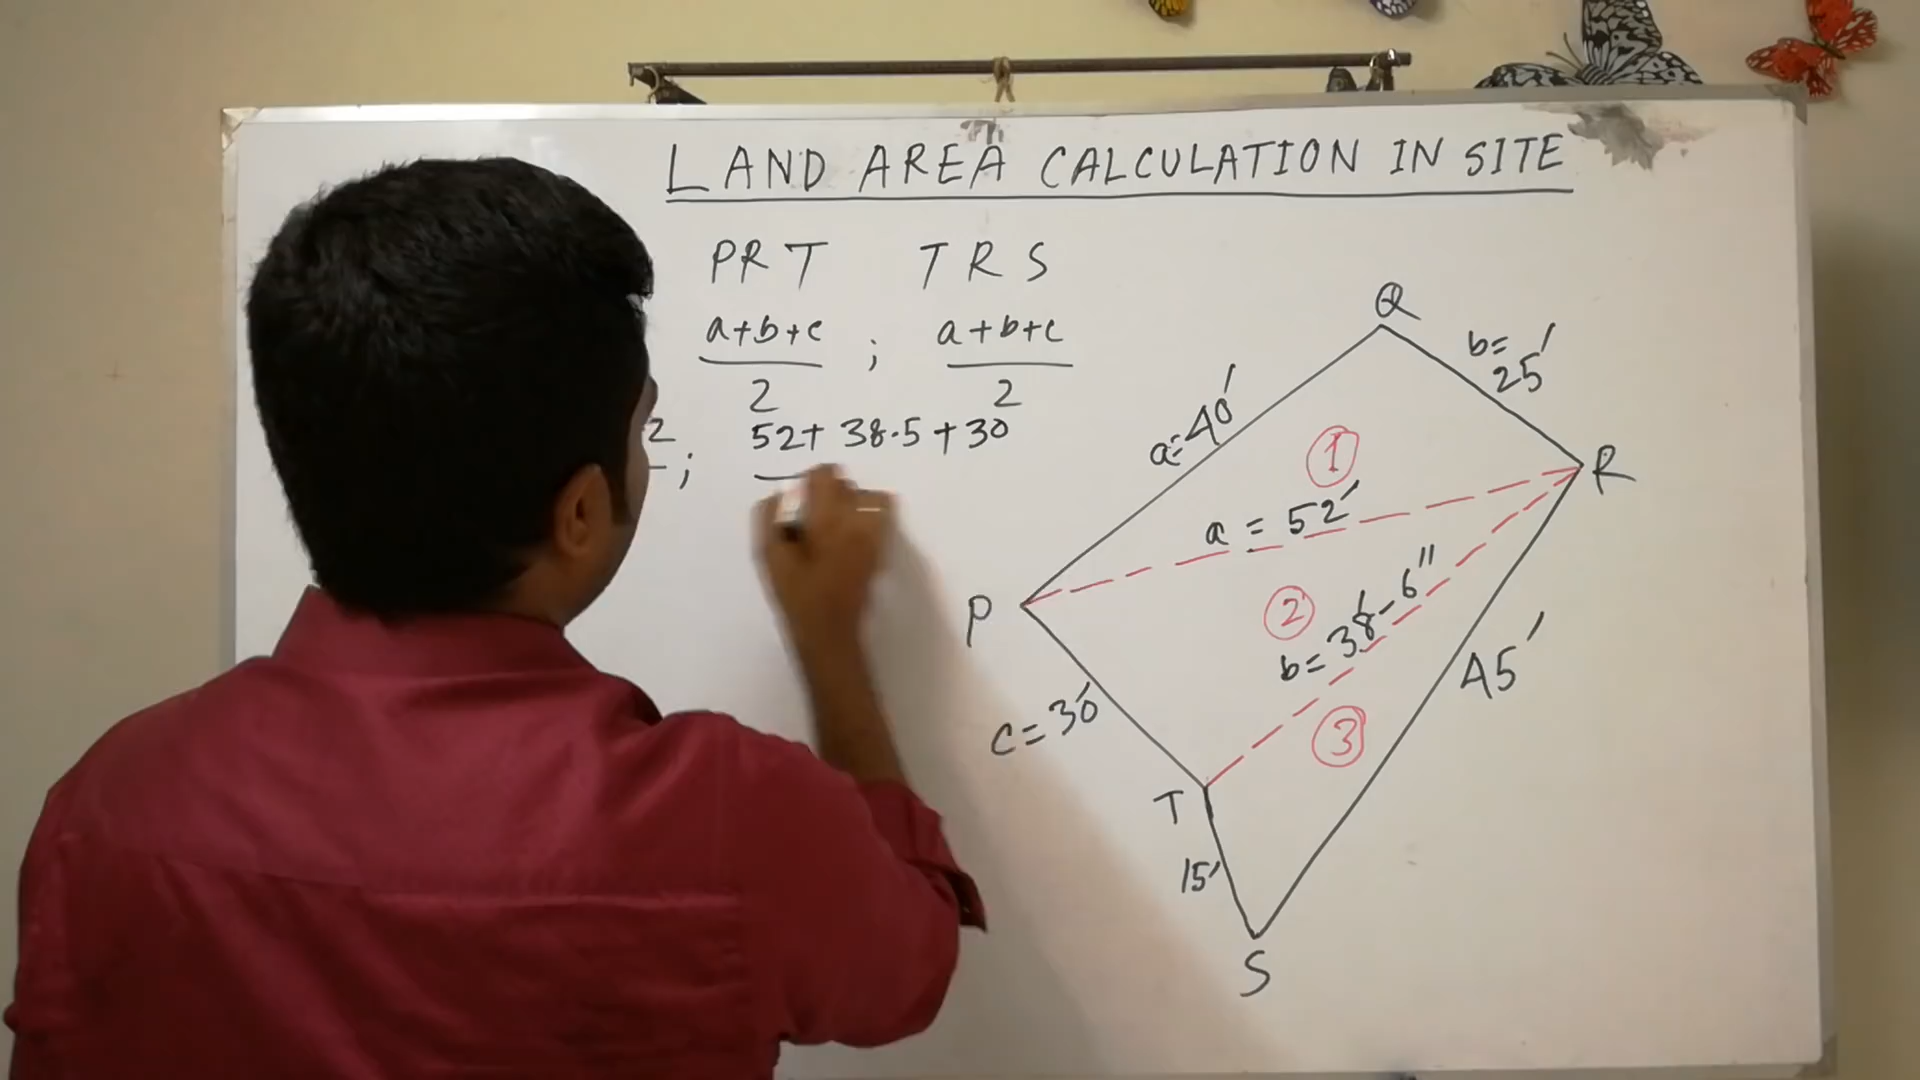 LAND AREA CALCULATION IN SITE
PRT TRS
a+b+c / 2 ; a+b+c / 2
2 ; 52+ 38.5 + 30
Q
b=
25'
a=40'
R
1
a = 52'
P
2
b=38'-6"
c=30'
3
45'
T
15'
S